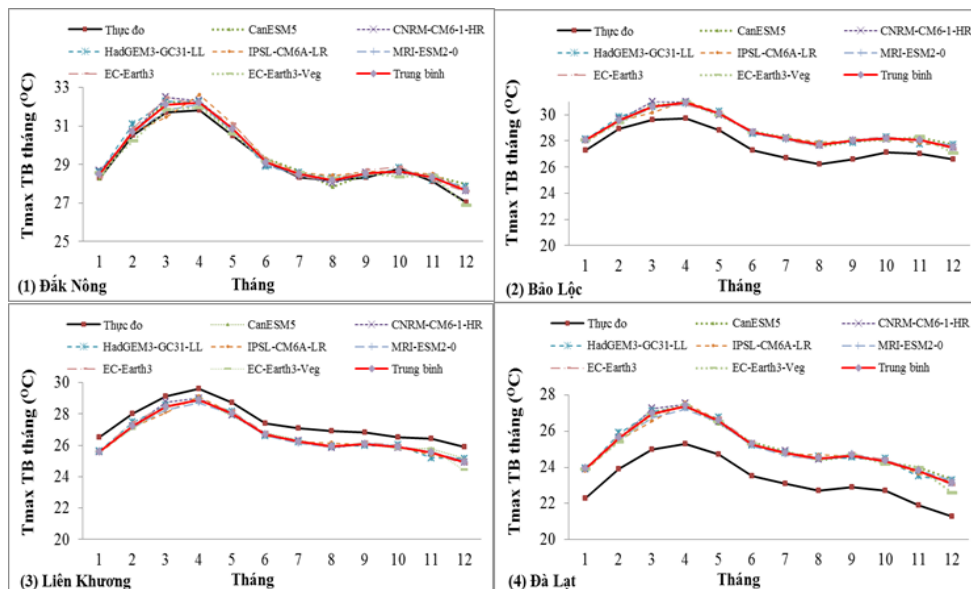 Thực đo CanESM5 CNRM-CM6-1-HR
HadGEM3-GC31-LL IPSL-CM6A-LR MRI-ESM2-0
EC-Earth3 EC-Earth3-Veg Trung bình
Tmax TB tháng (⁰C)
33
31
29
27
25
1 2 3 4 5 6 7 8 9 10 11 12
(1) Đắk Nông Tháng
Thực đo CanESM5 CNRM-CM6-1-HR
HadGEM3-GC31-LL IPSL-CM6A-LR MRI-ESM2-0
EC-Earth3 EC-Earth3-Veg Trung bình
Tmax TB tháng (⁰C)
30
28
26
24
22
20
1 2 3 4 5 6 7 8 9 10 11 12
(2) Bảo Lộc Tháng
Thực đo CanESM5 CNRM-CM6-1-HR
HadGEM3-GC31-LL IPSL-CM6A-LR MRI-ESM2-0
EC-Earth3 EC-Earth3-Veg Trung bình
Tmax TB tháng (⁰C)
30
28
26
24
22
20
1 2 3 4 5 6 7 8 9 10 11 12
(3) Liên Khương Tháng
Thực đo CanESM5 CNRM-CM6-1-HR
HadGEM3-GC31-LL IPSL-CM6A-LR MRI-ESM2-0
EC-Earth3 EC-Earth3-Veg Trung bình
Tmax TB tháng (⁰C)
28
26
24
22
20
1 2 3 4 5 6 7 8 9 10 11 12
(4) Đà Lạt Tháng